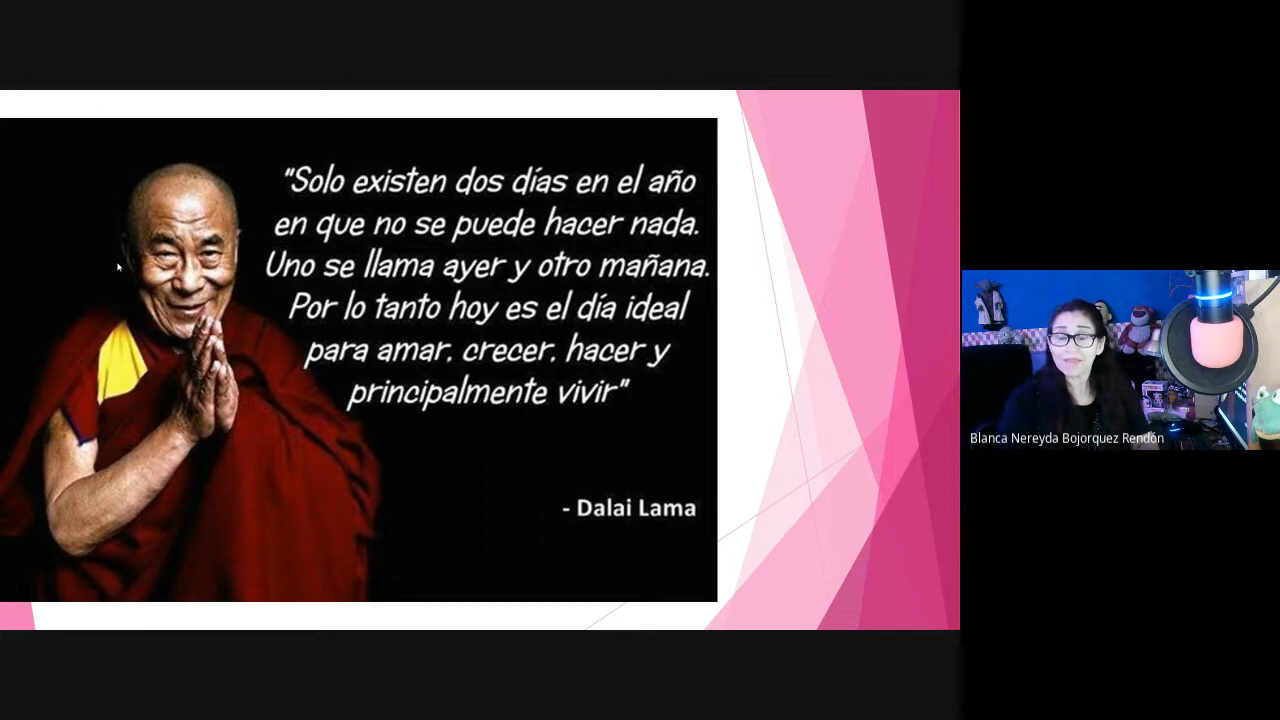 "Solo existen dos días en el año
en que no se puede hacer nada.
Uno se llama ayer y otro mañana.
Por lo tanto hoy es el día ideal
para amar, crecer, hacer y
principalmente vivir"
- Dalai Lama
Blanca Nereyda Bojorquez Rendón